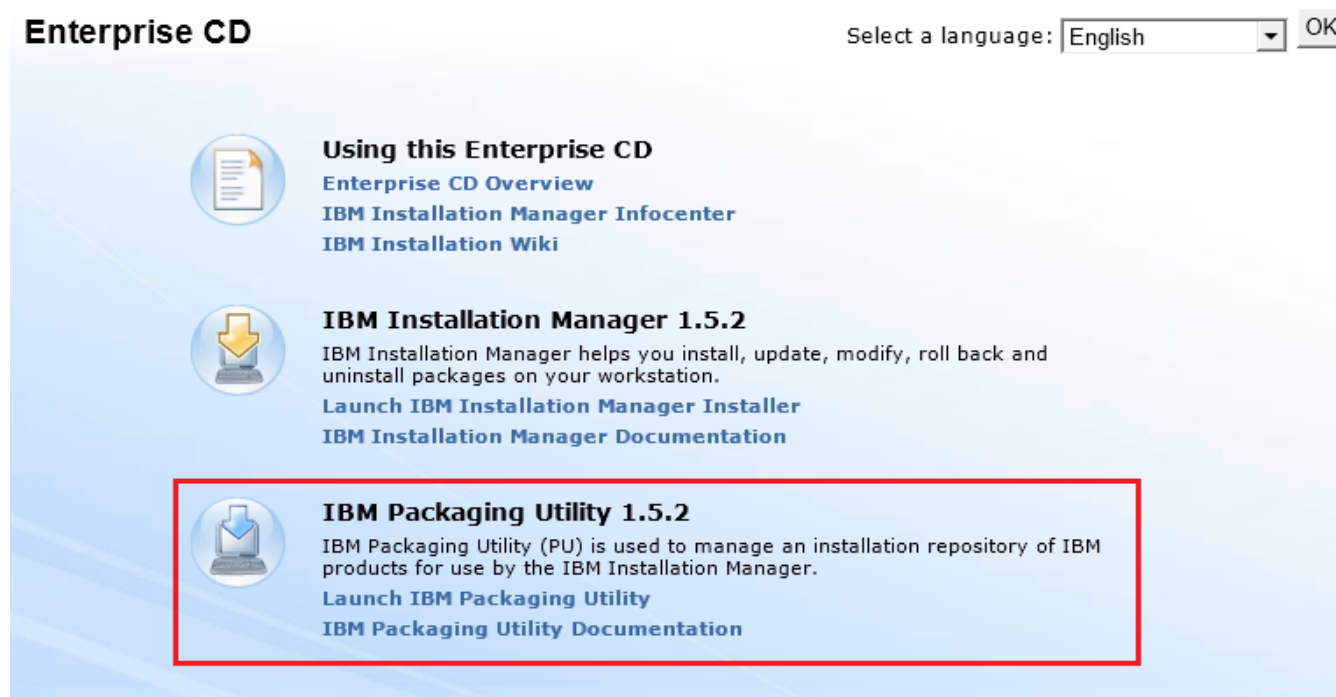 Enterprise CD
Select a language: English OK
Using this Enterprise CD
Enterprise CD Overview
IBM Installation Manager Infocenter
IBM Installation Wiki
IBM Installation Manager 1.5.2
IBM Installation Manager helps you install, update, modify, roll back and
uninstall packages on your workstation.
Launch IBM Installation Manager Installer
IBM Installation Manager Documentation
IBM Packaging Utility 1.5.2
IBM Packaging Utility (PU) is used to manage an installation repository of IBM
products for use by the IBM Installation Manager.
Launch IBM Packaging Utility
IBM Packaging Utility Documentation